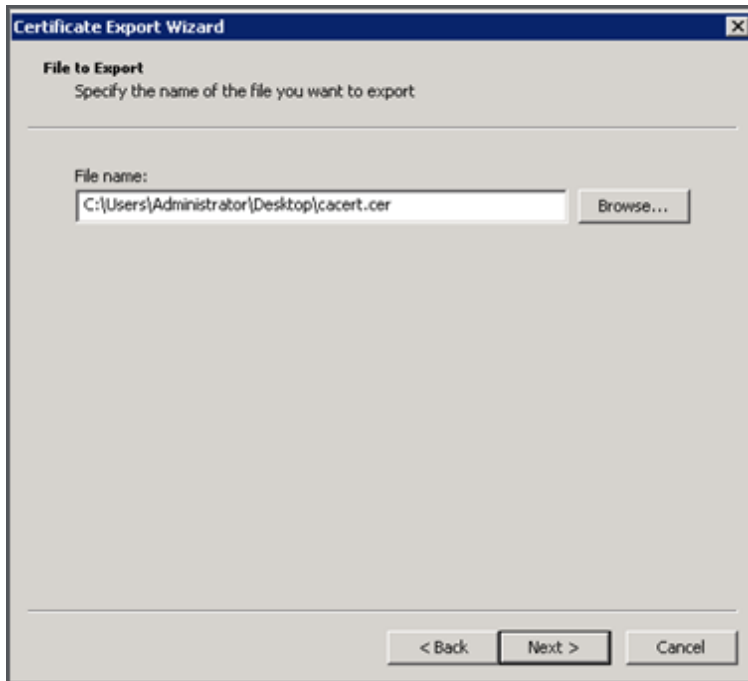 Certificate Export Wizard
File to Export
Specify the name of the file you want to export
File name:
C:\Users\Administrator\Desktop\cacert.cer
Browse...
< Back
Next >
Cancel